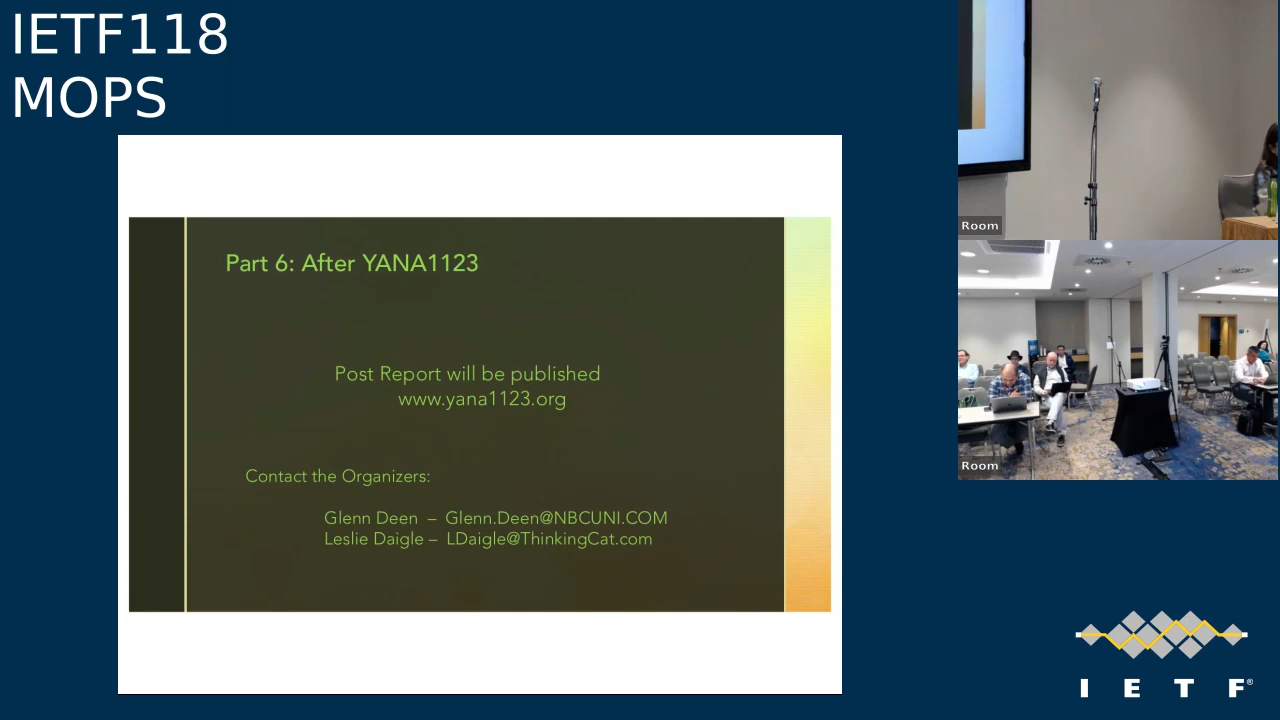 IETF118
MOPS
Part 6: After YANA1123
Post Report will be published
www.yana1123.org
Contact the Organizers:
Glenn Deen – Glenn.Deen@NBCUNI.COM
Leslie Daigle – LDaigle@ThinkingCat.com
Room
Room
I E T F®